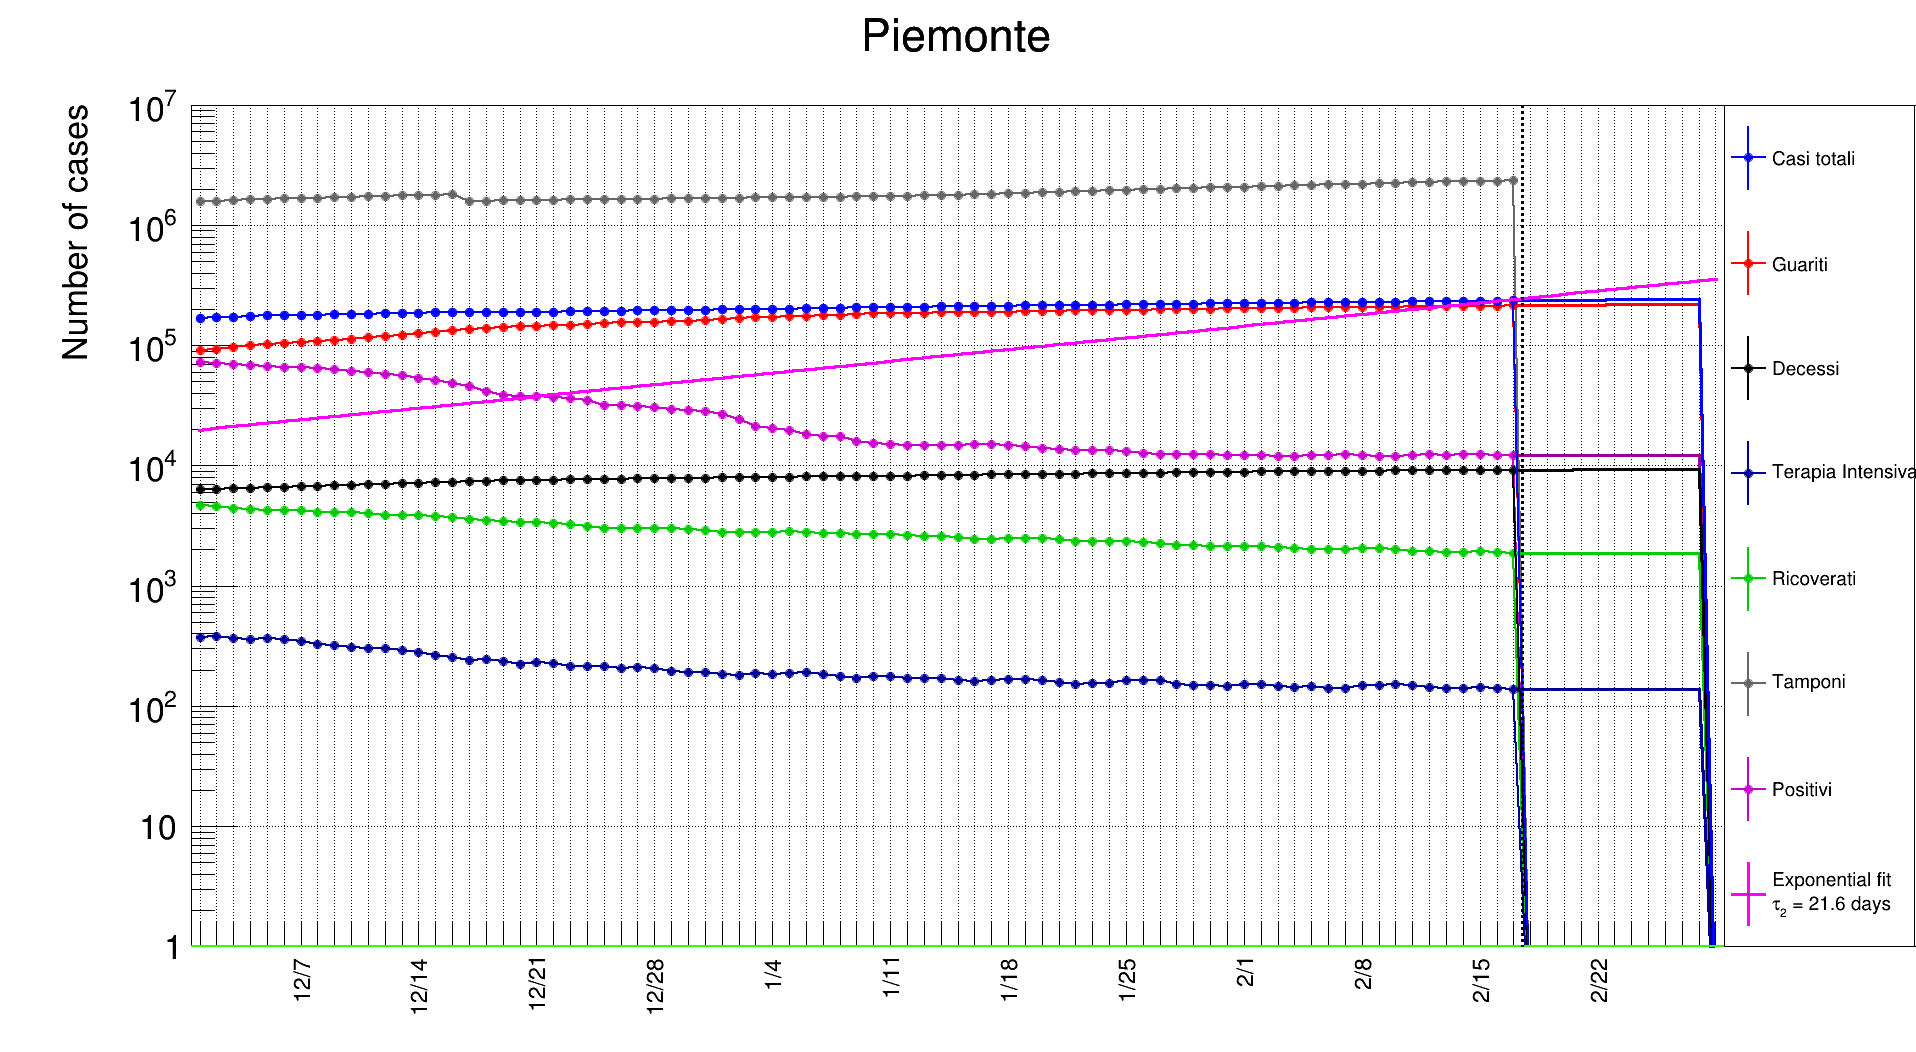 Piemonte
Number of cases
10^7
10^6
10^5
10^4
10^3
10^2
10
1
12/7
12/14
12/21
12/28
1/4
1/11
1/18
1/25
2/1
2/8
2/15
2/22
Casi totali
Guariti
Decessi
Terapia Intensiva
Ricoverati
Tamponi
Positivi
Exponential fit
τ_2 = 21.6 days